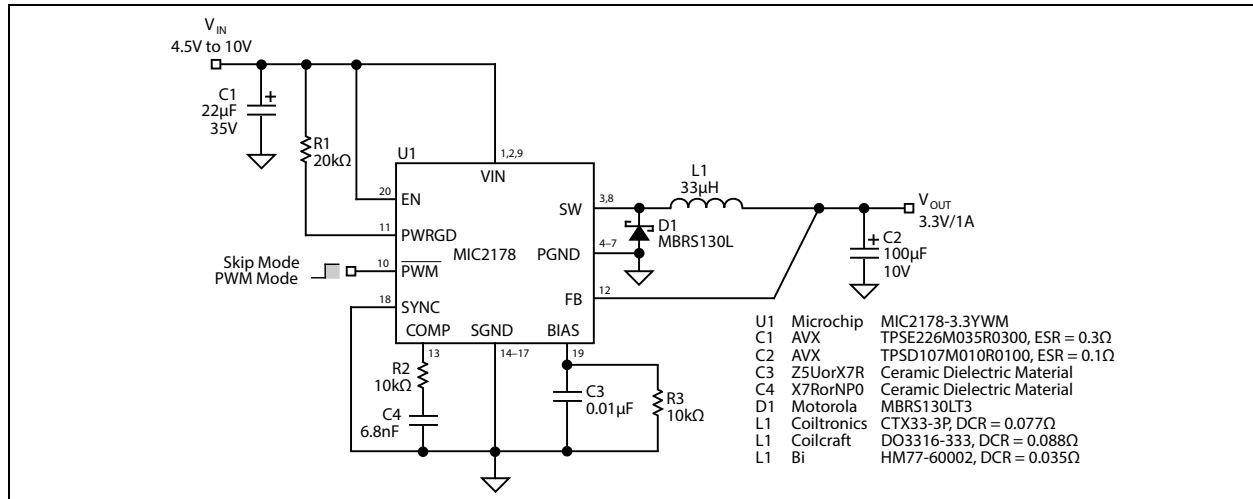 V IN
4.5V to 10V
C1
22µF
35V
+
R1
20kΩ
U1
1,2,9
VIN
20
EN
11
PWRGD
MIC2178
Skip Mode
PWM Mode
10
PWM
18
SYNC
COMP
SGND
BIAS
SW
3,8
PGND
4–7
FB
12
L1
33µH
D1
MBRS130L
V OUT
3.3V/1A
+
C2
100µF
10V
13
14–17
19
R2
10kΩ
C4
6.8nF
C3
0.01µF
R3
10kΩ
U1 Microchip MIC2178-3.3YWM
C1 AVX TPSE226M035R0300, ESR = 0.3Ω
C2 AVX TPSD107M010R0100, ESR = 0.1Ω
C3 Z5UorX7R Ceramic Dielectric Material
C4 X7RorNP0 Ceramic Dielectric Material
D1 Motorola MBRS130LT3
L1 Coiltronics CTX33-3P, DCR = 0.077Ω
L1 Coilcraft DO3316-333, DCR = 0.088Ω
L1 Bi HM77-60002, DCR = 0.035Ω